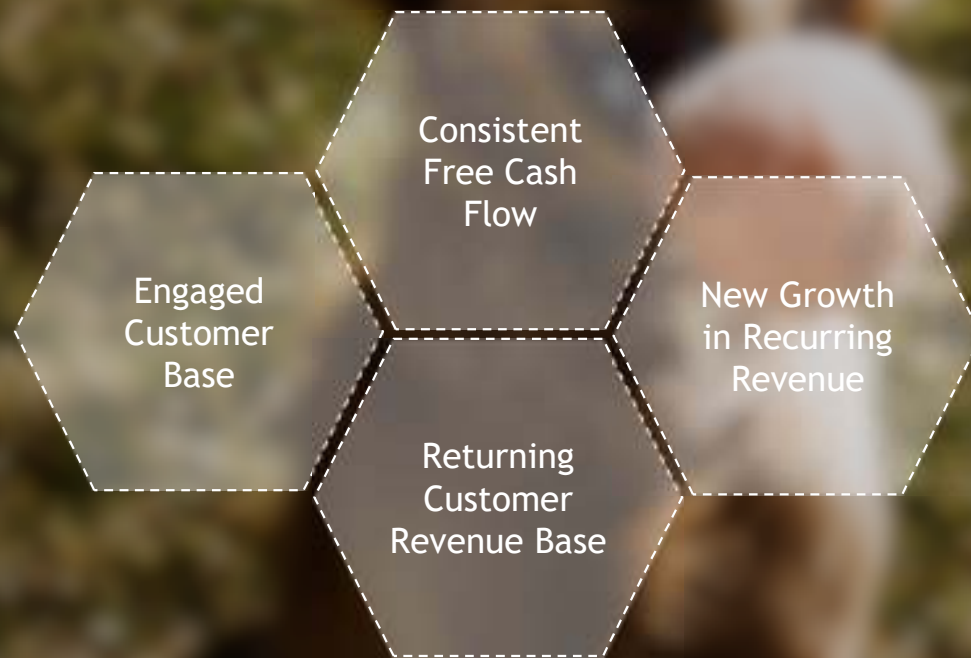 Consistent
Free Cash
Flow
Engaged
Customer
Base
New Growth
in Recurring
Revenue
Returning
Customer
Revenue Base